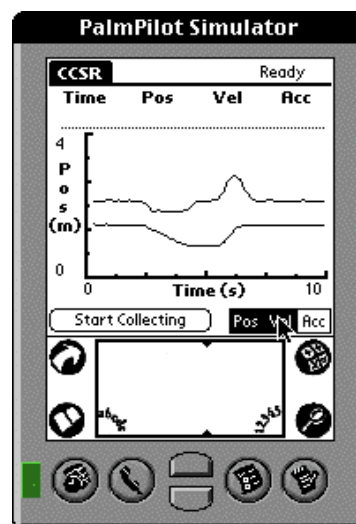 PalmPilot Simulator
CCSR Ready
Time Pos Vel Acc
4
Pos
(m)
0
0 Time (s) 10
Start Collecting Pos Vel Acc
abc 123